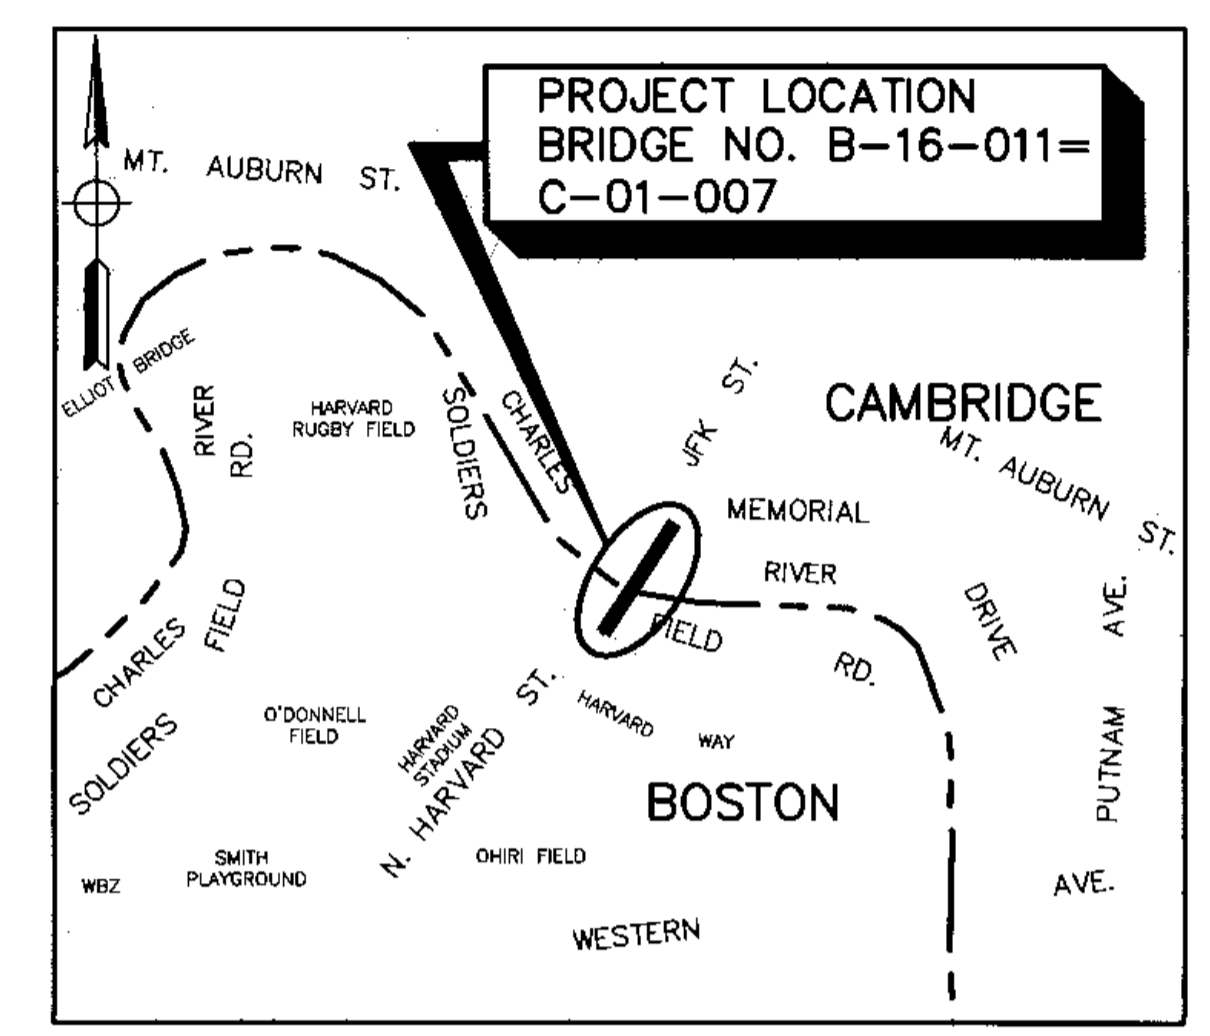 PROJECT LOCATION
BRIDGE NO. B-16-011=
C-01-007
MT. AUBURN ST.
ELLIOT BRIDGE
RIVER
RD.
HARVARD
RUGBY FIELD
SOLDIERS
CHARLES
JFK ST.
CAMBRIDGE
MT. AUBURN ST.
MEMORIAL
RIVER
DRIVE
FIELD
RD.
PUTNAM AVE.
CHARLES
FIELD
SOLDIERS
O'DONNELL
FIELD
HARVARD
STADIUM
N. HARVARD ST.
HARVARD WAY
BOSTON
SMITH
PLAYGROUND
WBZ
OHIRI FIELD
WESTERN AVE.